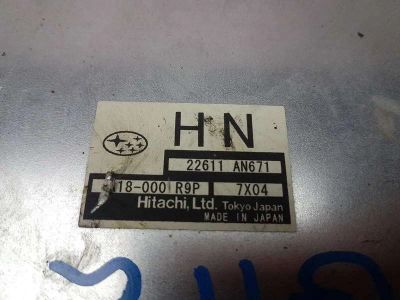 HN
22611 AN671
18-000 R9P 7X04
Hitachi, Ltd. Tokyo Japan
MADE IN JAPAN